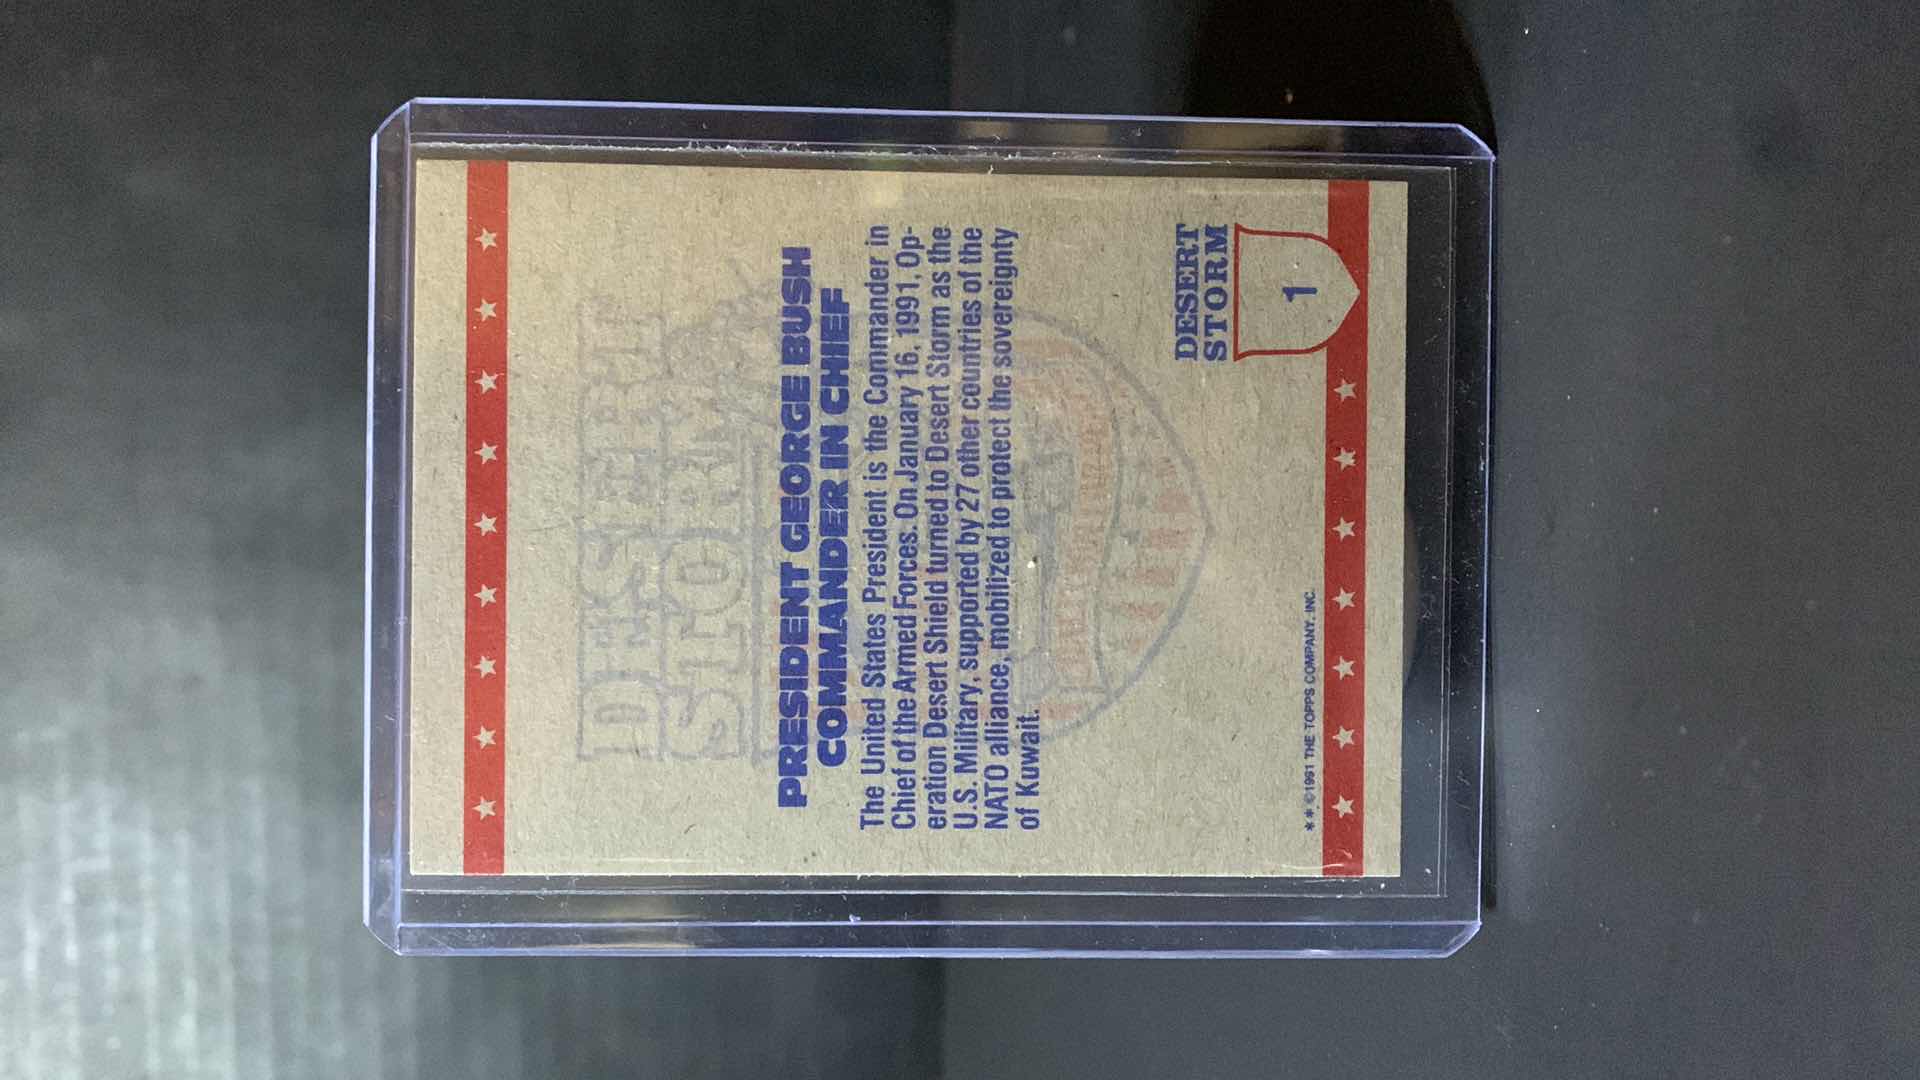 DESERT
STORM
PRESIDENT GEORGE BUSH
COMMANDER IN CHIEF
The United States President is the Commander in
Chief of the Armed Forces. On January 16, 1991, Op-
eration Desert Shield turned to Desert Storm as the
U.S. Military, supported by 27 other countries of the
NATO alliance, mobilized to protect the sovereignty
of Kuwait.
DESERT
STORM
1
** ©1991 THE TOPPS COMPANY, INC.